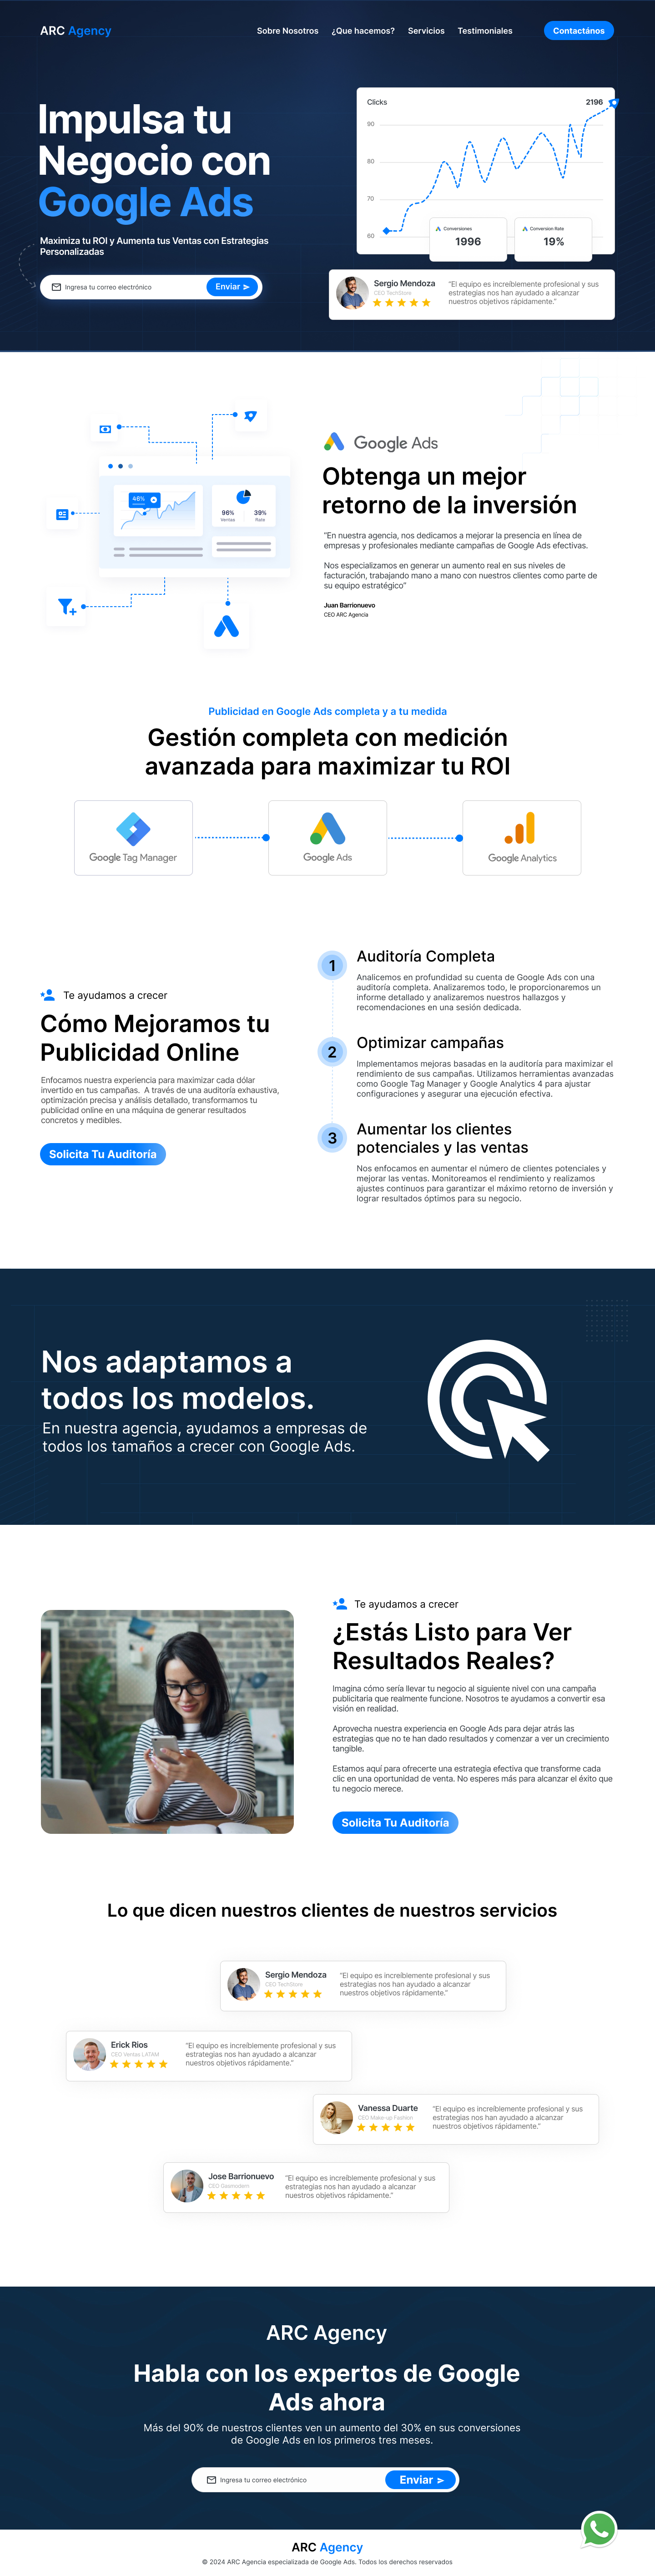 ARC Agency
Sobre Nosotros
¿Que hacemos?
Servicios
Testimoniales
Contactános
Impulsa tu
Negocio con
Google Ads
Maximiza tu ROI y Aumenta tus Ventas con Estrategias
Personalizadas
Ingresa tu correo electrónico
Enviar
Clicks
2196
90
80
70
60
Conversiones
1996
Conversion Rate
19%
Sergio Mendoza
CEO TechStore
“El equipo es increíblemente profesional y sus
estrategias nos han ayudado a alcanzar
nuestros objetivos rápidamente.”
46%
96%
Ventas
39%
Rate
Google Ads
Obtenga un mejor
retorno de la inversión
“En nuestra agencia, nos dedicamos a mejorar la presencia en línea de
empresas y profesionales mediante campañas de Google Ads efectivas.
Nos especializamos en generar un aumento real en sus niveles de
facturación, trabajando mano a mano con nuestros clientes como parte de
su equipo estratégico”
Juan Barrionuevo
CEO ARC Agencia
Publicidad en Google Ads completa y a tu medida
Gestión completa con medición
avanzada para maximizar tu ROI
Google Tag Manager
Google Ads
Google Analytics
Te ayudamos a crecer
Cómo Mejoramos tu
Publicidad Online
Enfocamos nuestra experiencia para maximizar cada dólar
invertido en tus campañas. A través de una auditoría exhaustiva,
optimización precisa y análisis detallado, transformamos tu
publicidad online en una máquina de generar resultados
concretos y medibles.
Solicita Tu Auditoría
1
Auditoría Completa
Analicemos en profundidad su cuenta de Google Ads con una
auditoría completa. Analizaremos todo, le proporcionaremos un
informe detallado y analizaremos nuestros hallazgos y
recomendaciones en una sesión dedicada.
2
Optimizar campañas
Implementamos mejoras basadas en la auditoría para maximizar el
rendimiento de sus campañas. Utilizamos herramientas avanzadas
como Google Tag Manager y Google Analytics 4 para ajustar
configuraciones y asegurar una ejecución efectiva.
3
Aumentar los clientes
potenciales y las ventas
Nos enfocamos en aumentar el número de clientes potenciales y
mejorar las ventas. Monitoreamos el rendimiento y realizamos
ajustes continuos para garantizar el máximo retorno de inversión y
lograr resultados óptimos para su negocio.
Nos adaptamos a
todos los modelos.
En nuestra agencia, ayudamos a empresas de
todos los tamaños a crecer con Google Ads.
Te ayudamos a crecer
¿Estás Listo para Ver
Resultados Reales?
Imagina cómo sería llevar tu negocio al siguiente nivel con una campaña
publicitaria que realmente funcione. Nosotros te ayudamos a convertir esa
visión en realidad.
Aprovecha nuestra experiencia en Google Ads para dejar atrás las
estrategias que no te han dado resultados y comenzar a ver un crecimiento
tangible.
Estamos aquí para ofrecerte una estrategia efectiva que transforme cada
clic en una oportunidad de venta. No esperes más para alcanzar el éxito que
tu negocio merece.
Solicita Tu Auditoría
Lo que dicen nuestros clientes de nuestros servicios
Sergio Mendoza
CEO TechStore
“El equipo es increíblemente profesional y sus
estrategias nos han ayudado a alcanzar
nuestros objetivos rápidamente.”
Erick Rios
CEO Ventas LATAM
“El equipo es increíblemente profesional y sus
estrategias nos han ayudado a alcanzar
nuestros objetivos rápidamente.”
Vanessa Duarte
CEO Make-up Fashion
“El equipo es increíblemente profesional y sus
estrategias nos han ayudado a alcanzar
nuestros objetivos rápidamente.”
Jose Barrionuevo
CEO
“El equipo es increíblemente profesional y sus
estrategias nos han ayudado a alcanzar
nuestros objetivos rápidamente.”
ARC Agency
Habla con los expertos de Google
Ads ahora
Más del 90% de nuestros clientes ven un aumento del 30% en sus conversiones
de Google Ads en los primeros tres meses.
Ingresa tu correo electrónico
Enviar
ARC Agency
© 2024 ARC Agencia especializada de Google Ads. Todos los derechos reservados